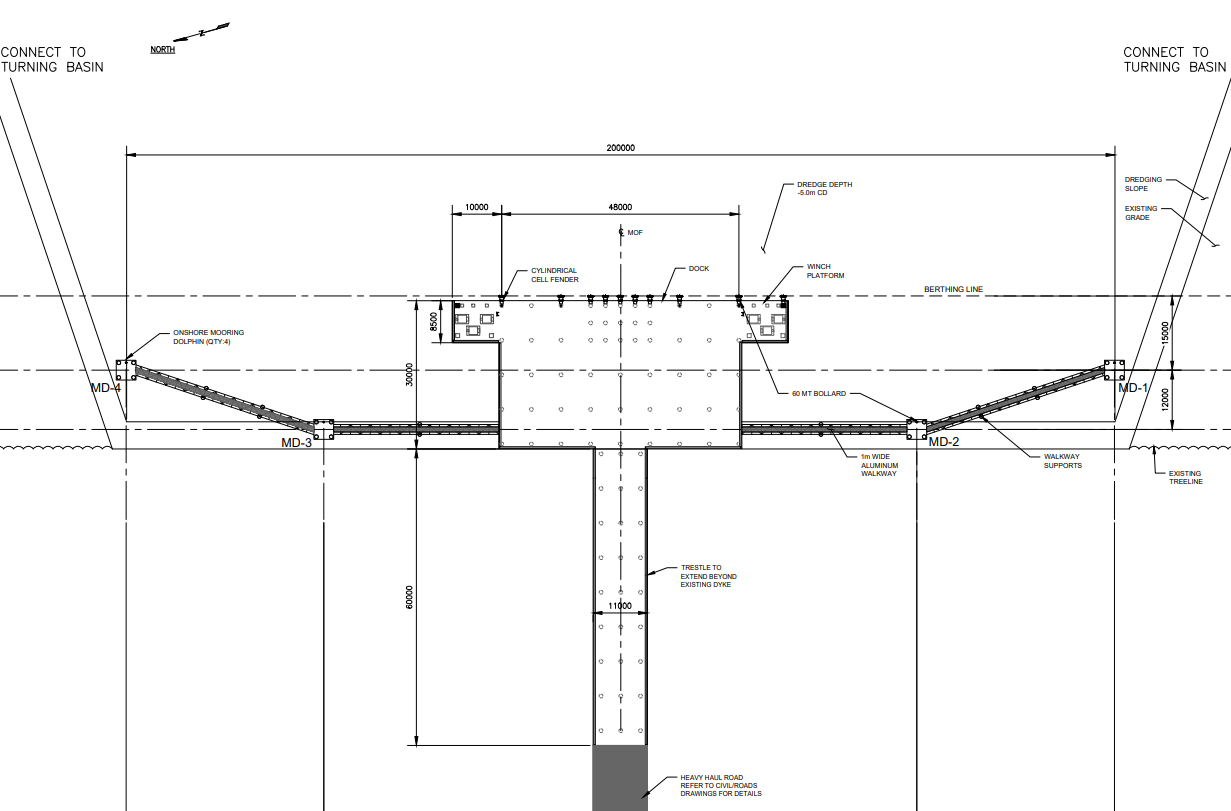 NORTH
Z
CONNECT TO
TURNING BASIN
CONNECT TO
TURNING BASIN
200000
DREDGE DEPTH
-5.0m CD
DREDGING
SLOPE
EXISTING
GRADE
10000
48000
MOF
CYLINDRICAL
CELL FENDER
DOCK
WINCH
PLATFORM
BERTHING LINE
ONSHORE MOORING
DOLPHIN (QTY:4)
8500
30000
15000
12000
MD-4
MD-1
60 MT BOLLARD
MD-3
MD-2
1m WIDE
ALUMINUM
WALKWAY
WALKWAY
SUPPORTS
EXISTING
TREELINE
TRESTLE TO
EXTEND BEYOND
EXISTING DYKE
60000
11000
HEAVY HAUL ROAD
REFER TO CIVIL/ROADS
DRAWINGS FOR DETAILS